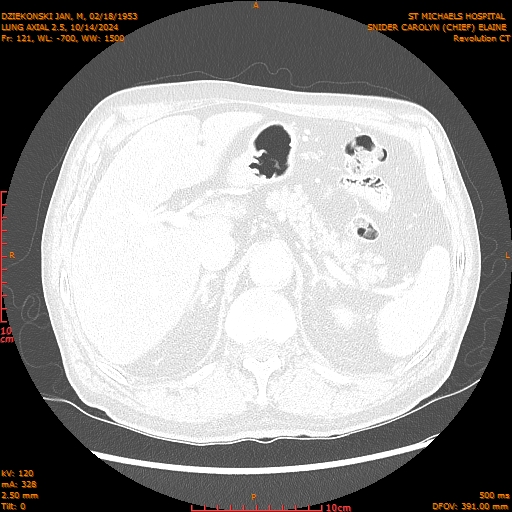 DZIEKONSKI JAN, M, 02/18/1953
LUNG AXIAL 2.5, 10/14/2024
Fr: 121, WL: -700, WW: 1500
A
ST MICHAELS HOSPITAL
SNIDER CAROLYN (CHIEF) ELAINE
Revolution CT
R
L
10
cm
kV: 120
mA: 328
2.50 mm
Tilt: 0
P
10cm
500 ms
DFOV: 391.00 mm